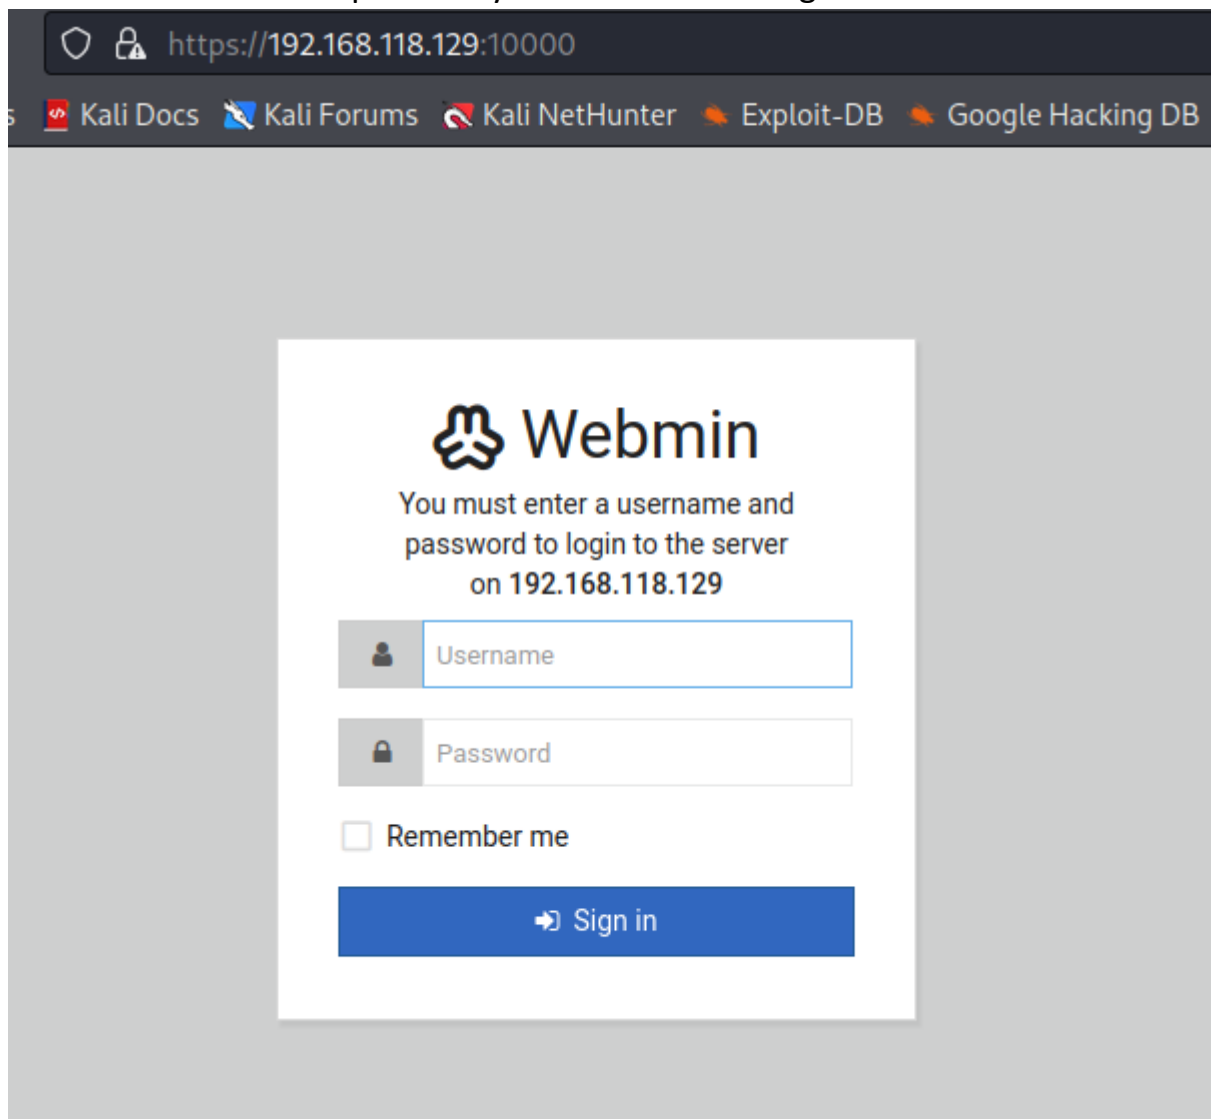 https://192.168.118.129:10000
s Kali Docs Kali Forums Kali NetHunter Exploit-DB Google Hacking DB
Webmin
You must enter a username and
password to login to the server
on 192.168.118.129
Username
Password
Remember me
Sign in